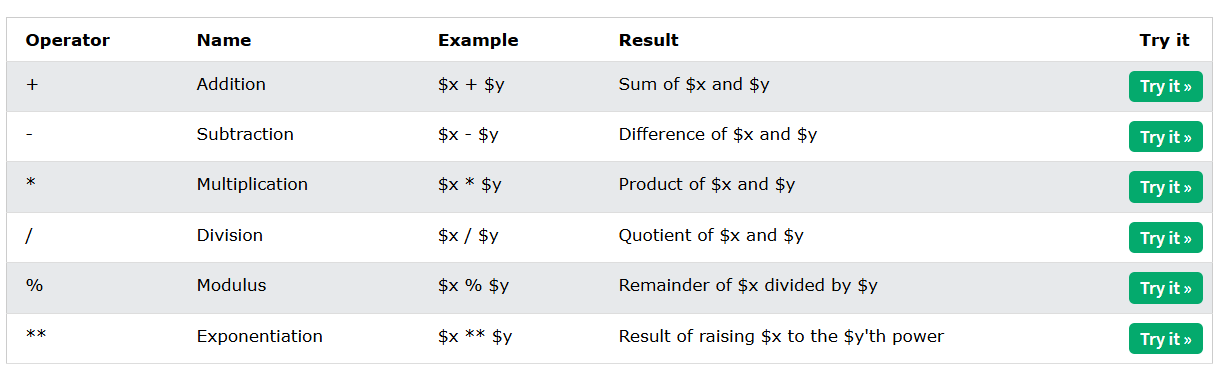 Operator Name Example Result Try it
+ Addition $x + $y Sum of $x and $y Try it »
- Subtraction $x - $y Difference of $x and $y Try it »
* Multiplication $x * $y Product of $x and $y Try it »
/ Division $x / $y Quotient of $x and $y Try it »
% Modulus $x % $y Remainder of $x divided by $y Try it »
** Exponentiation $x ** $y Result of raising $x to the $y'th power Try it »